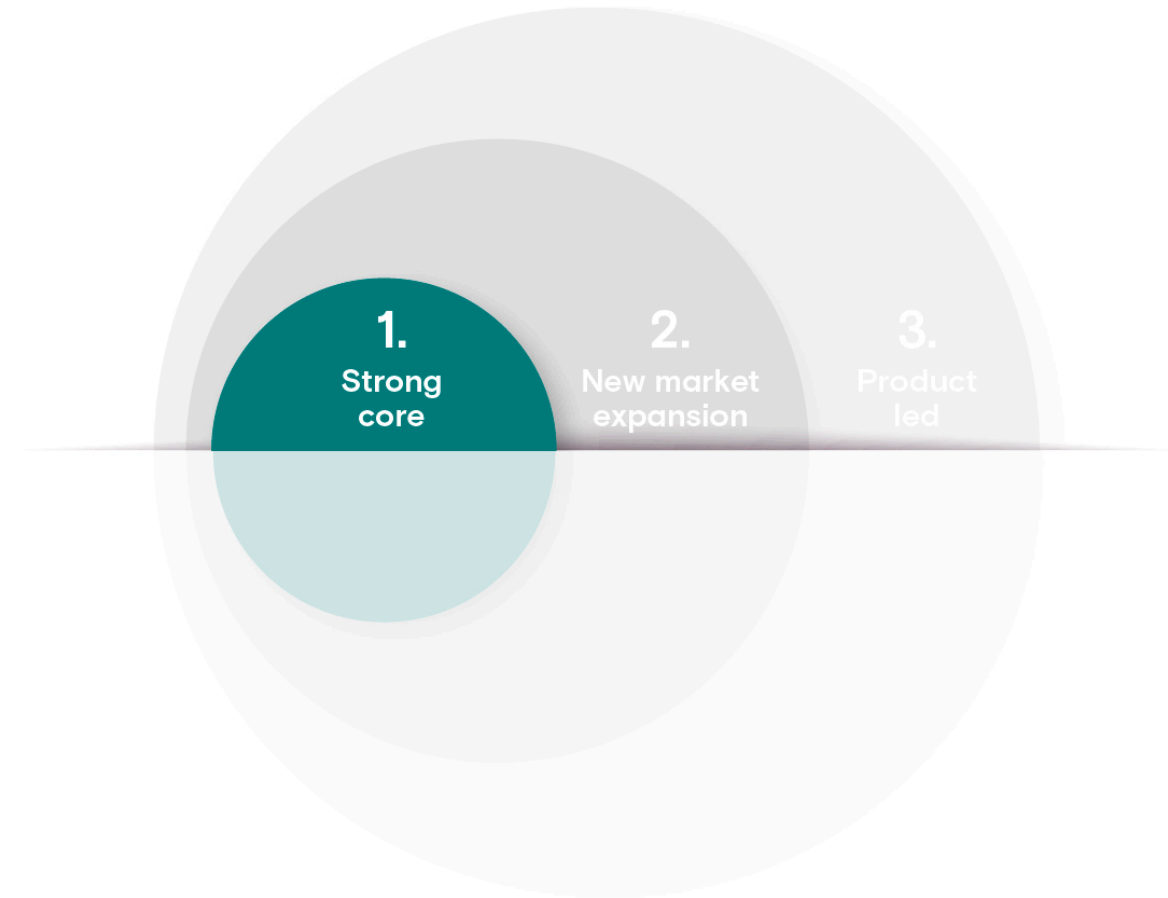 1.
Strong
core
2.
New market
expansion
3.
Product
led